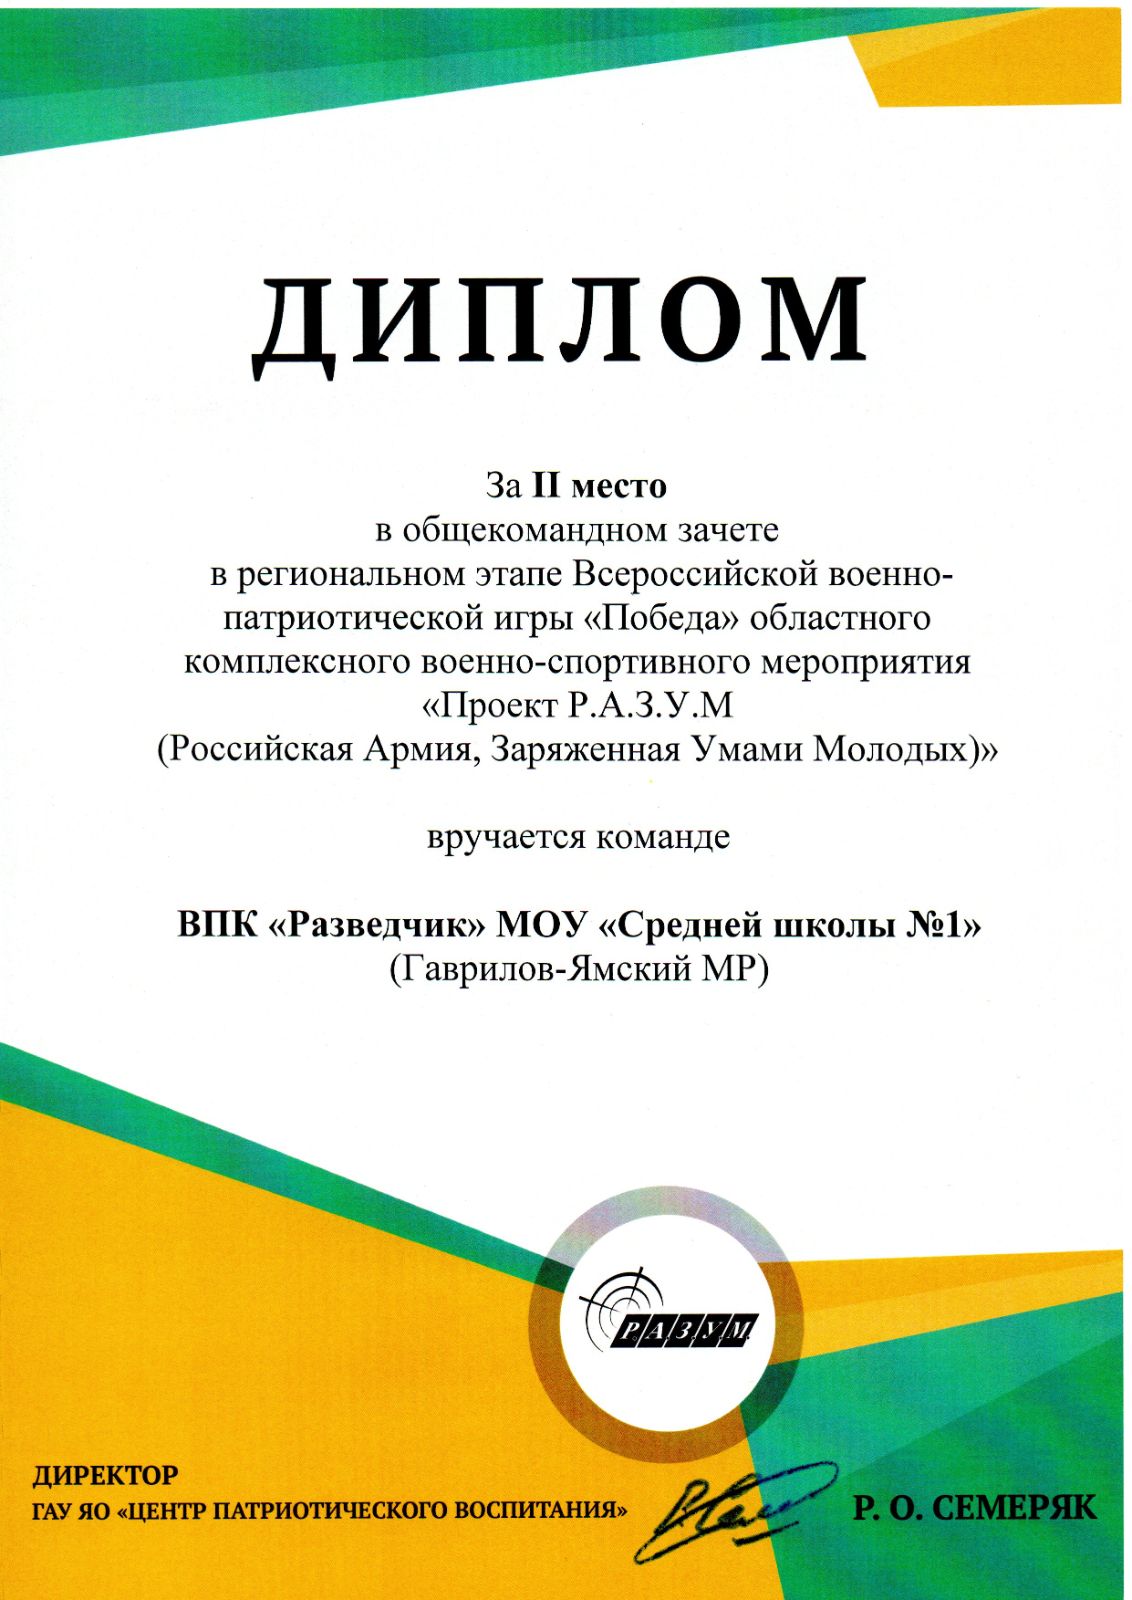 ДИПЛОМ
За II место
в общекомандном зачете
в региональном этапе Всероссийской военно-
патриотической игры «Победа» областного
комплексного военно-спортивного мероприятия
«Проект Р.А.З.У.М
(Российская Армия, Заряженная Умами Молодых)»
вручается команде
ВПК «Разведчик» МОУ «Средней школы №1»
(Гаврилов-Ямский МР)
Р.А.З.У.М.
ДИРЕКТОР
ГАУ ЯО «ЦЕНТР ПАТРИОТИЧЕСКОГО ВОСПИТАНИЯ»
Р. О. СЕМЕРЯК